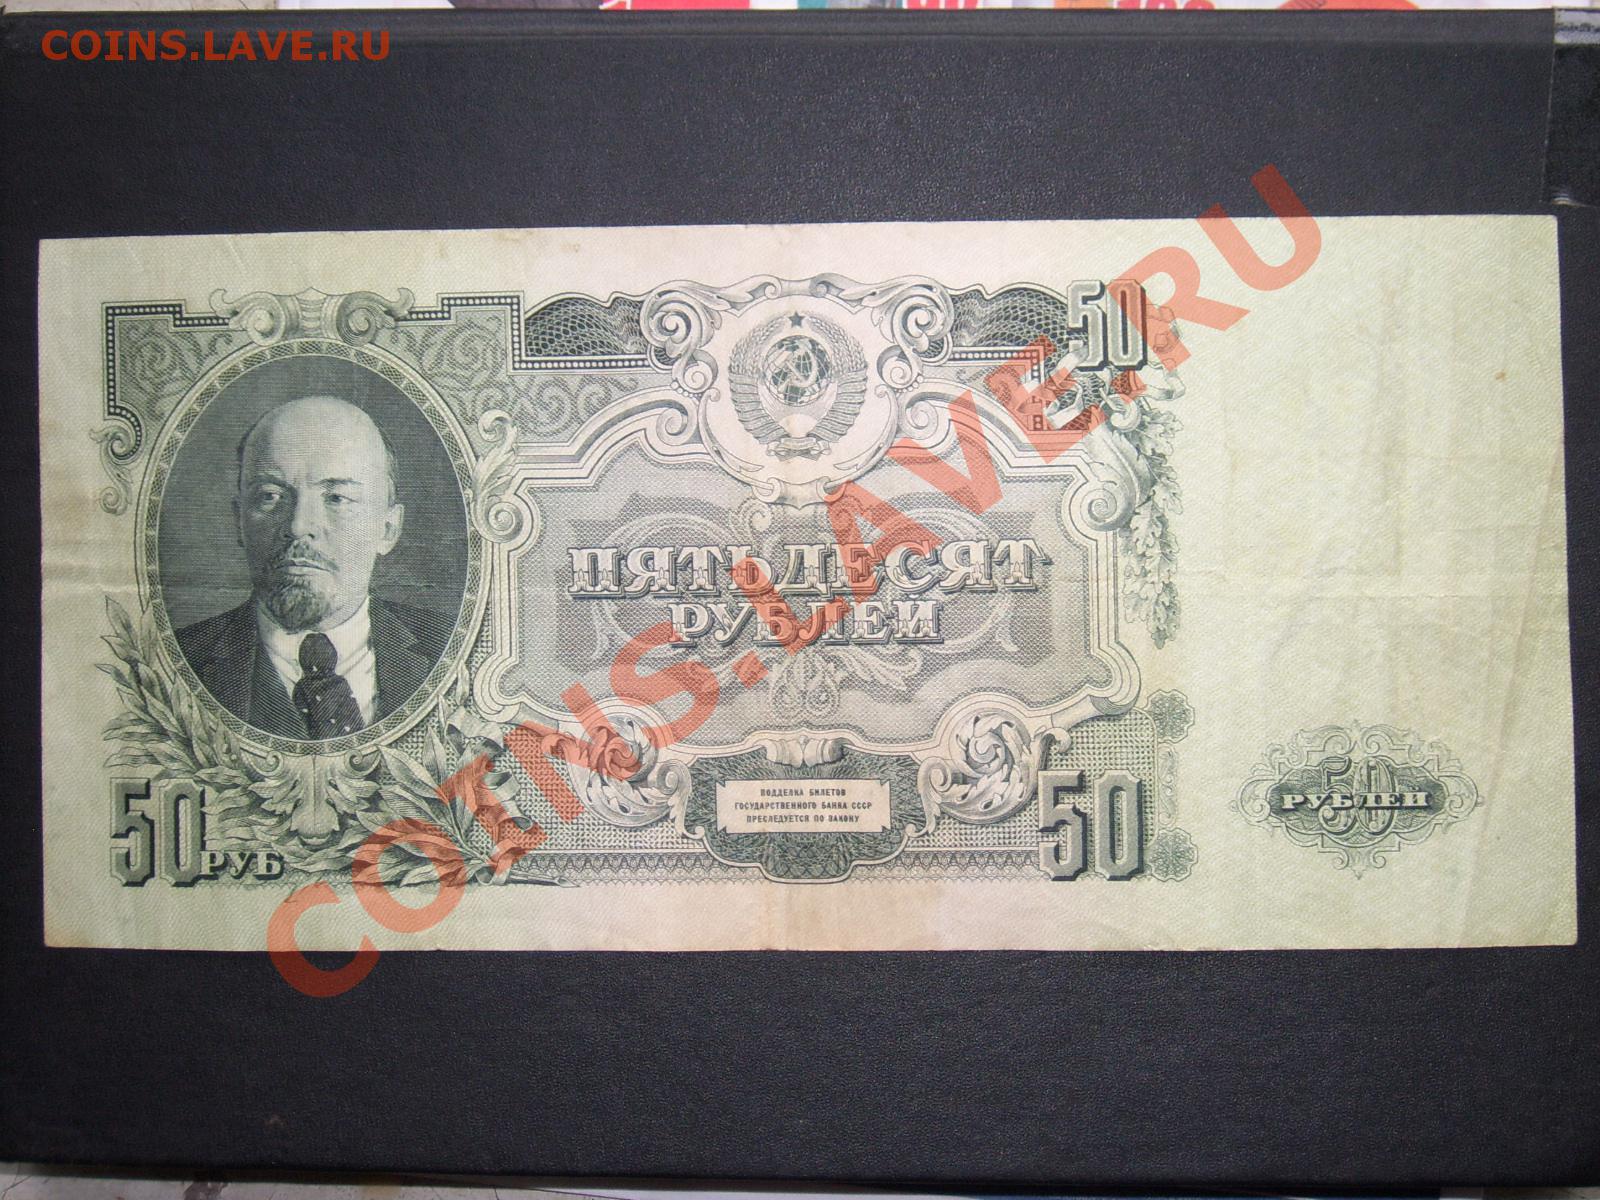 COINS.LAVE.RU
50
ПЯТЬДЕСЯТ
РУБЛЕЙ
ПОДДЕЛКА БИЛЕТОВ
ГОСУДАРСТВЕННОГО БАНКА СССР
ПРЕСЛЕДУЕТСЯ ПО ЗАКОНУ
50 РУБ
50
50
РУБЛЕЙ
COINS.LAVE.RU